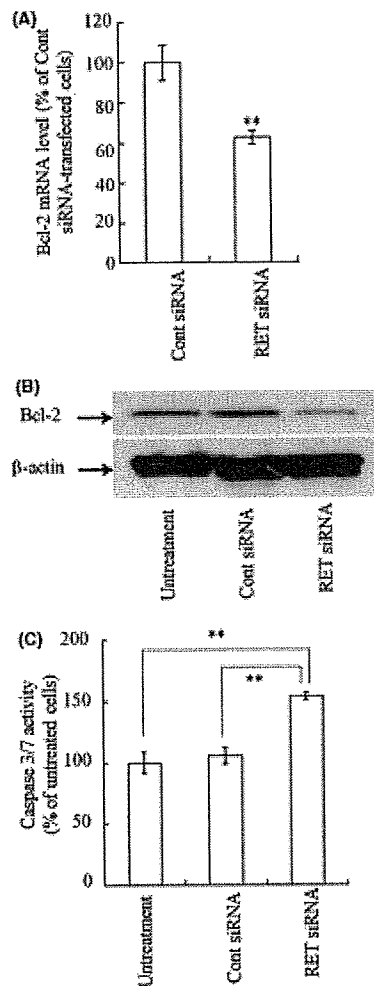 (A)
Bcl-2 mRNA level (% of Cont
siRNA-transfected cells)
120
100
80
60
40
20
0
**
Cont siRNA
RET siRNA
(B)
Bcl-2
β-actin
Untreatment
Cont siRNA
RET siRNA
(C)
Caspase 3/7 activity
(% of untreated cells)
200
150
100
50
0
**
**
Untreatment
Cont siRNA
RET siRNA